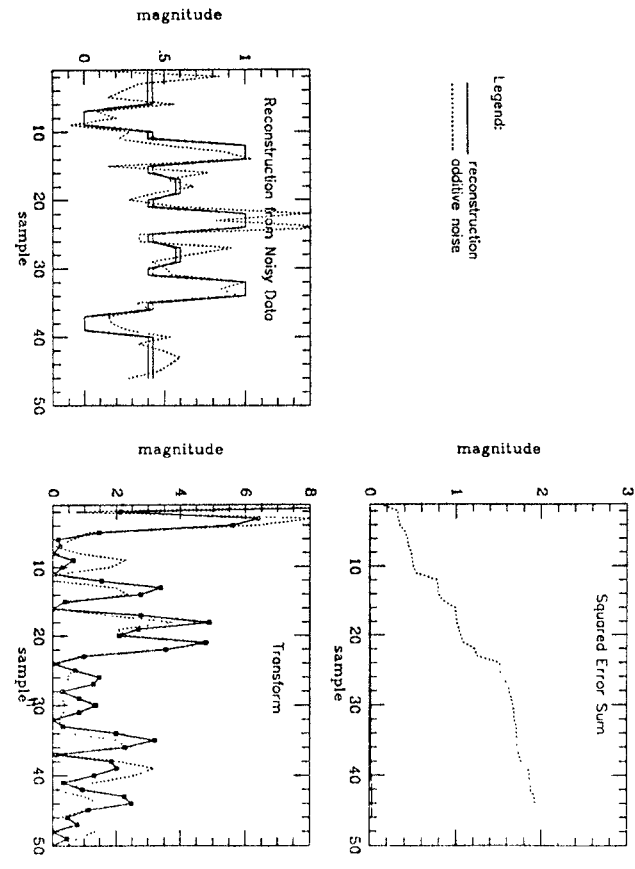 Legend:
reconstruction
additive noise
magnitude
0
.5
1
Reconstruction from Noisy Data
10
20
30
40
50
sample
magnitude
0
1
2
3
Squared Error Sum
10
20
30
40
50
sample
magnitude
0
2
4
6
8
Transform
10
20
30
40
50
sample